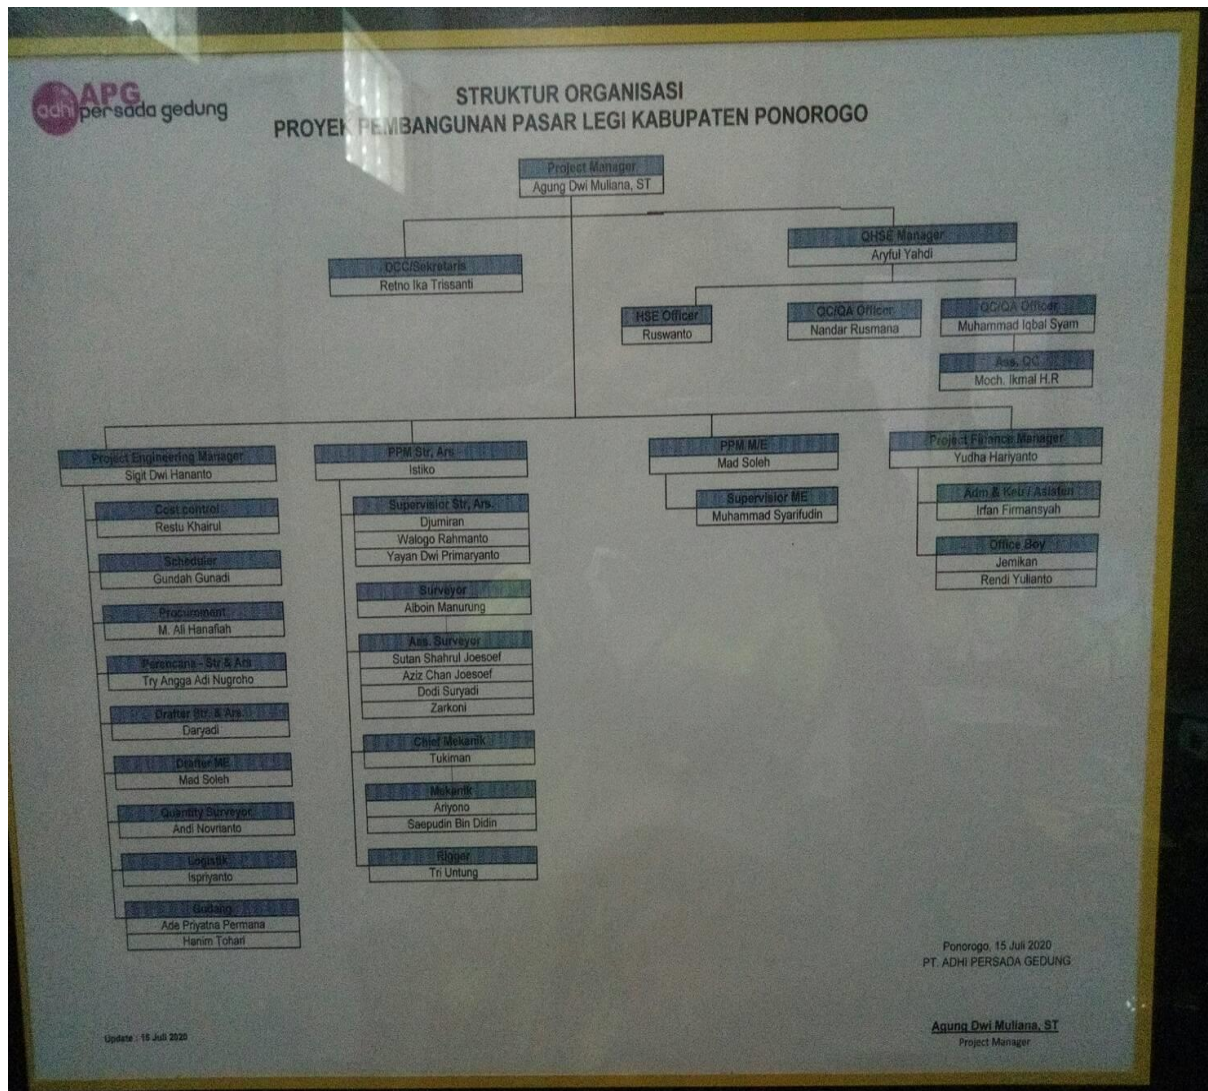 APG
adhi persada gedung
STRUKTUR ORGANISASI
PROYEK PEMBANGUNAN PASAR LEGI KABUPATEN PONOROGO
Project Manager
Agung Dwi Muliana, ST
DCC/Sekretaris
Retno Ika Trissanti
QHSE Manager
Aryful Yahdi
HSE Officer
Ruswanto
QC/QA Officer
Nandar Rusmana
QC/QA Officer
Muhammad Iqbal Syam
Ass. QC
Moch. Ikmal H.R
Project Engineering Manager
Sigit Dwi Hananto
Cost control
Restu Khairul
Scheduler
Gundah Gunadi
Procurument
M. Ali Hanafiah
Perencana - Str & Ars
Try Angga Adi Nugroho
Drafter Str. & Ars.
Daryadi
Drafter ME
Mad Soleh
Quantity Surveyor
Andi Novrianto
Logistik
Ispriyanto
Gudang
Ade Priyatna Permana
Hanim Tohari
PPM Str, Ars
Istiko
Supervisior Str, Ars.
Djumiran
Walogo Rahmanto
Yayan Dwi Primaryanto
Surveyor
Alboin Manurung
Ass. Surveyor
Sutan Shahrul Joesoef
Aziz Chan Joesoef
Dodi Suryadi
Zarkoni
Chief Mekanik
Tukiman
Mekanik
Ariyono
Saepudin Bin Didin
Rigger
Tri Untung
PPM M/E
Mad Soleh
Supervisior ME
Muhammad Syarifudin
Project Finance Manager
Yudha Hariyanto
Adm & Keu / Asisten
Irfan Firmansyah
Office Boy
Jemikan
Rendi Yulianto
Ponorogo, 15 Juli 2020
PT. ADHI PERSADA GEDUNG
Agung Dwi Muliana, ST
Project Manager
Update : 15 Juli 2020